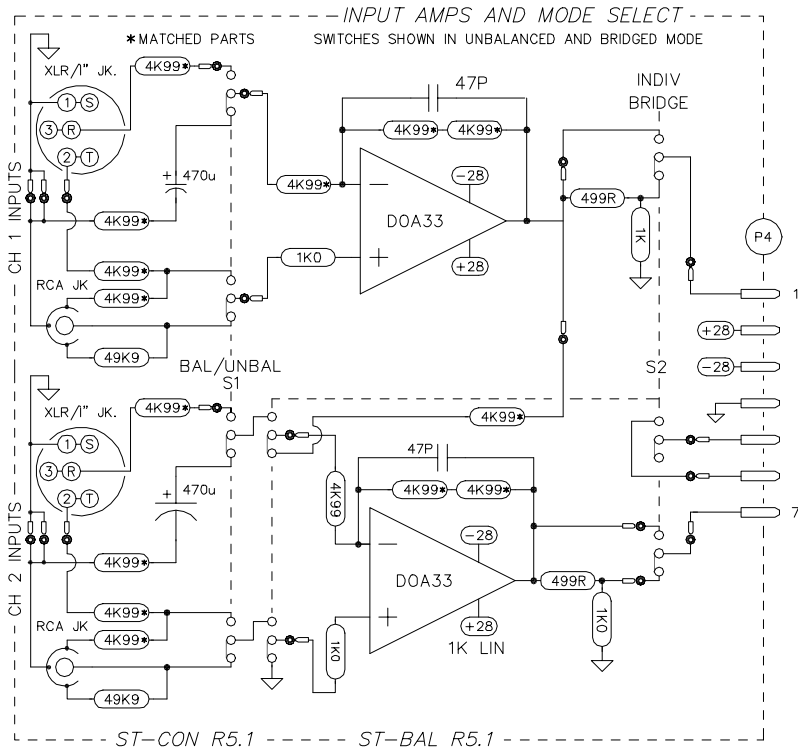 INPUT AMPS AND MODE SELECT
*MATCHED PARTS
SWITCHES SHOWN IN UNBALANCED AND BRIDGED MODE
XLR/1" JK.
4K99*
1 S
3 R
2 T
470u
+
4K99*
47P
4K99* 4K99*
4K99*
-28
DOA33
+28
1K0
INDIV
BRIDGE
499R
1K
P4
CH 1 INPUTS
4K99*
RCA JK
4K99*
49K9
1
+28
-28
BAL/UNBAL
S1
S2
XLR/1" JK.
4K99*
1 S
3 R
2 T
470u
+
4K99*
47P
4K99* 4K99*
4K99
-28
DOA33
+28
1K LIN
499R
1K0
7
CH 2 INPUTS
4K99*
4K99*
RCA JK
4K99*
49K9
1K0
ST-CON R5.1
ST-BAL R5.1